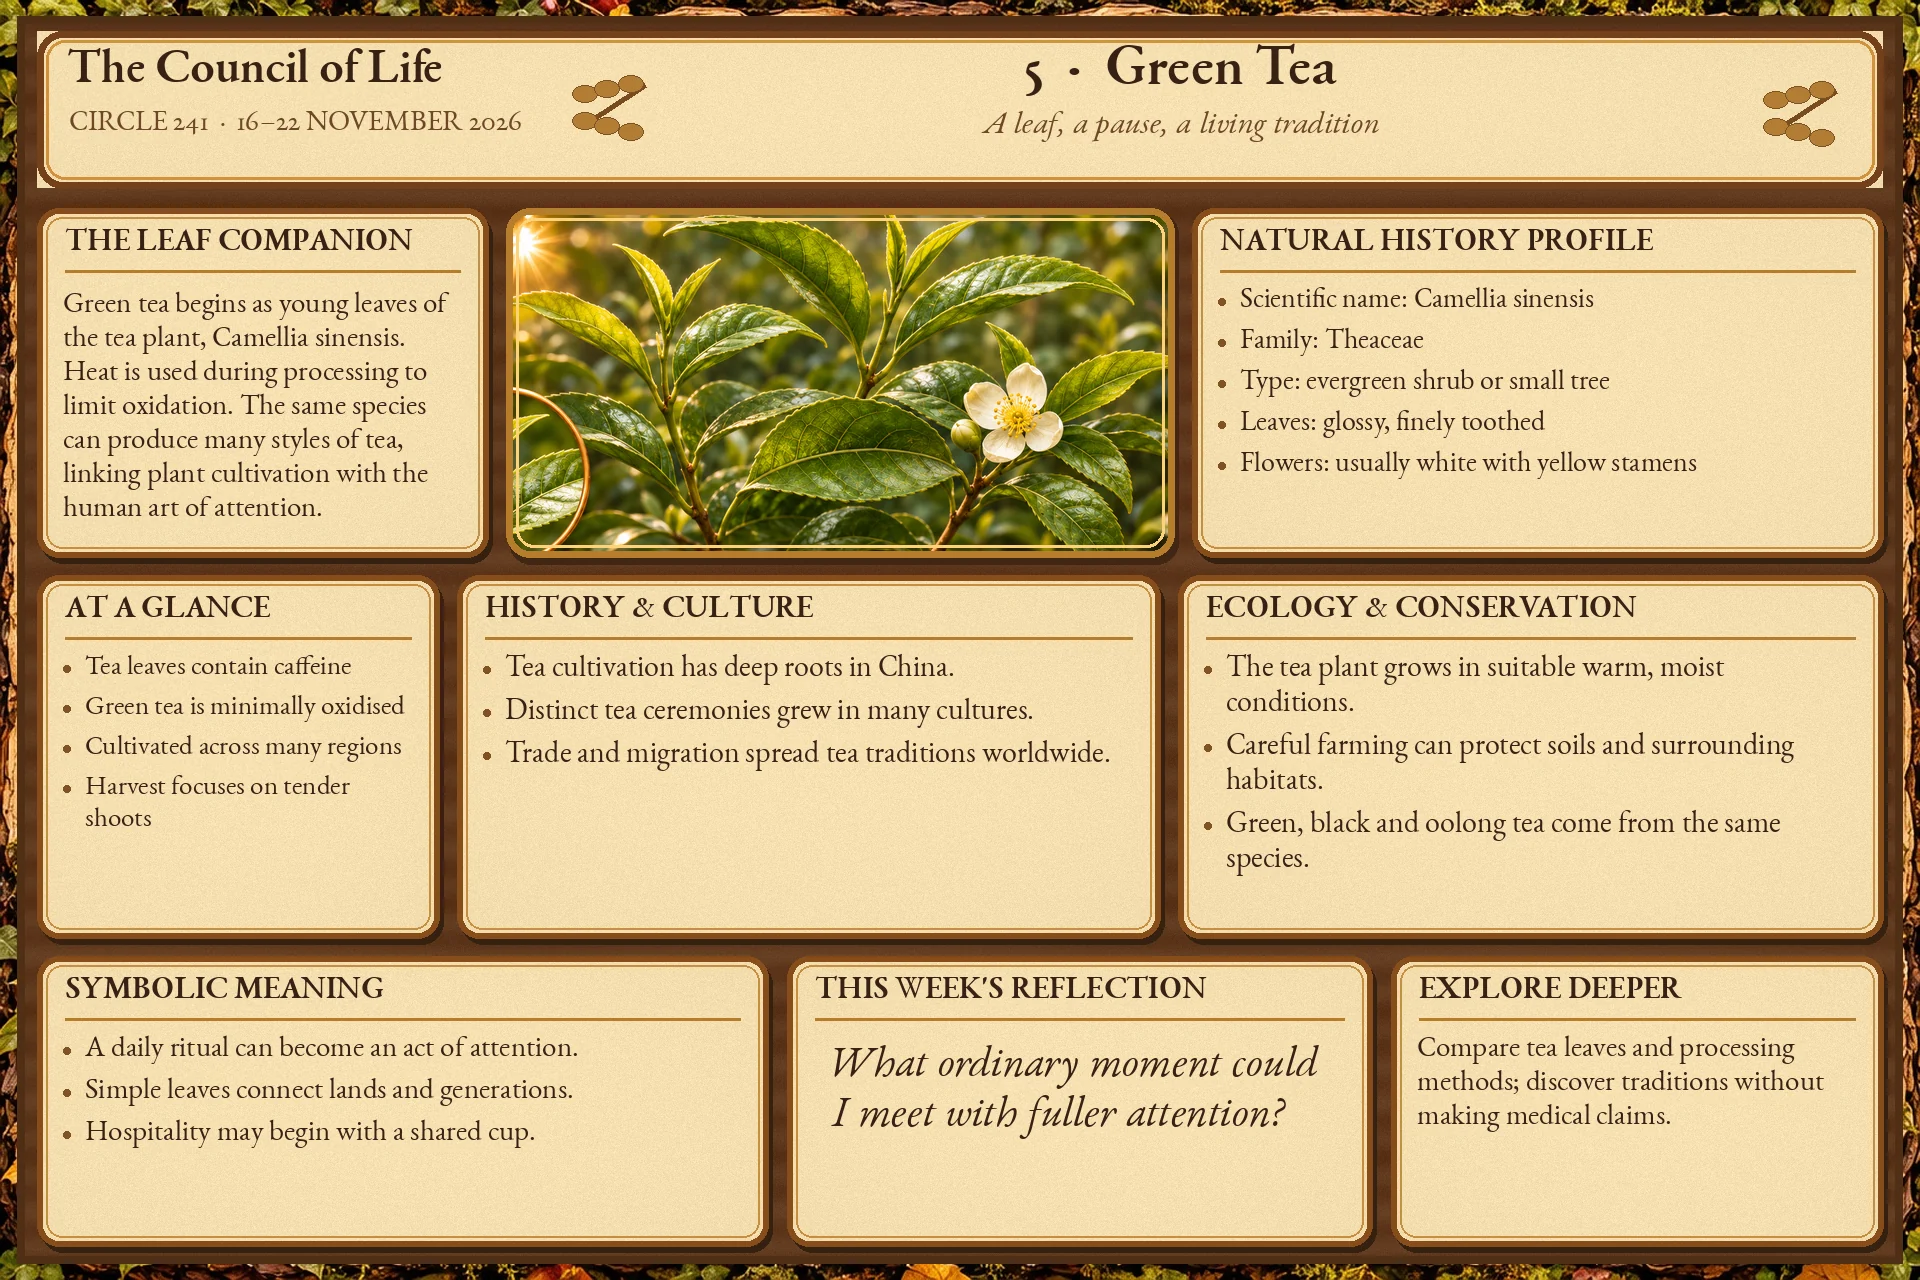 The Council of Life
CIRCLE 241 · 16–22 NOVEMBER 2026
5 · Green Tea
A leaf, a pause, a living tradition
THE LEAF COMPANION
Green tea begins as young leaves of
the tea plant, Camellia sinensis.
Heat is used during processing to
limit oxidation. The same species
can produce many styles of tea,
linking plant cultivation with the
human art of attention.
NATURAL HISTORY PROFILE
• Scientific name: Camellia sinensis
• Family: Theaceae
• Type: evergreen shrub or small tree
• Leaves: glossy, finely toothed
• Flowers: usually white with yellow stamens
AT A GLANCE
• Tea leaves contain caffeine
• Green tea is minimally oxidised
• Cultivated across many regions
• Harvest focuses on tender
shoots
HISTORY & CULTURE
• Tea cultivation has deep roots in China.
• Distinct tea ceremonies grew in many cultures.
• Trade and migration spread tea traditions worldwide.
ECOLOGY & CONSERVATION
• The tea plant grows in suitable warm, moist
conditions.
• Careful farming can protect soils and surrounding
habitats.
• Green, black and oolong tea come from the same
species.
SYMBOLIC MEANING
• A daily ritual can become an act of attention.
• Simple leaves connect lands and generations.
• Hospitality may begin with a shared cup.
THIS WEEK'S REFLECTION
What ordinary moment could
I meet with fuller attention?
EXPLORE DEEPER
Compare tea leaves and processing
methods; discover traditions without
making medical claims.